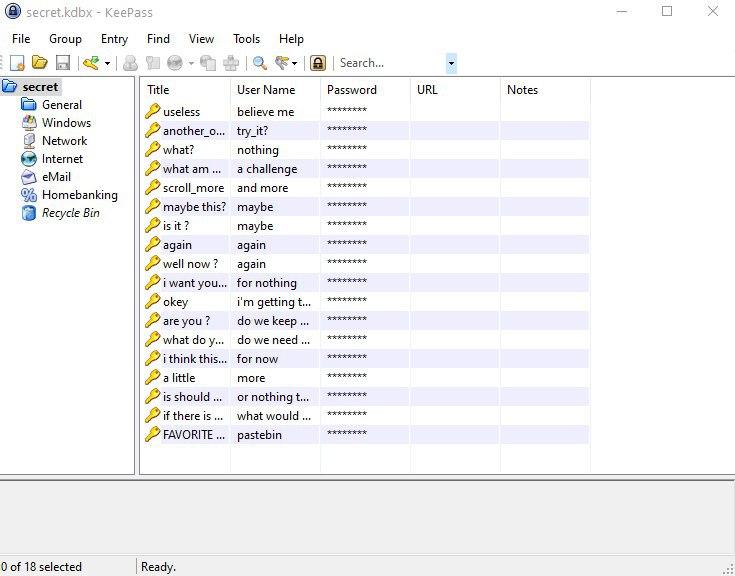 secret.kdbx - KeePass
File Group Entry Find View Tools Help
Search...
secret
General
Windows
Network
Internet
eMail
Homebanking
Recycle Bin
Title User Name Password URL Notes
useless believe me ********
another_o... try_it? ********
what? nothing ********
what am ... a challenge ********
scroll_more and more ********
maybe this? maybe ********
is it ? maybe ********
again again ********
well now ? again ********
i want you... for nothing ********
okey i'm getting t... ********
are you ? do we keep ... ********
what do y... do we need ... ********
i think this... for now ********
a little more ********
is should ... or nothing t... ********
if there is ... what would ... ********
FAVORITE ... pastebin ********
0 of 18 selected Ready.